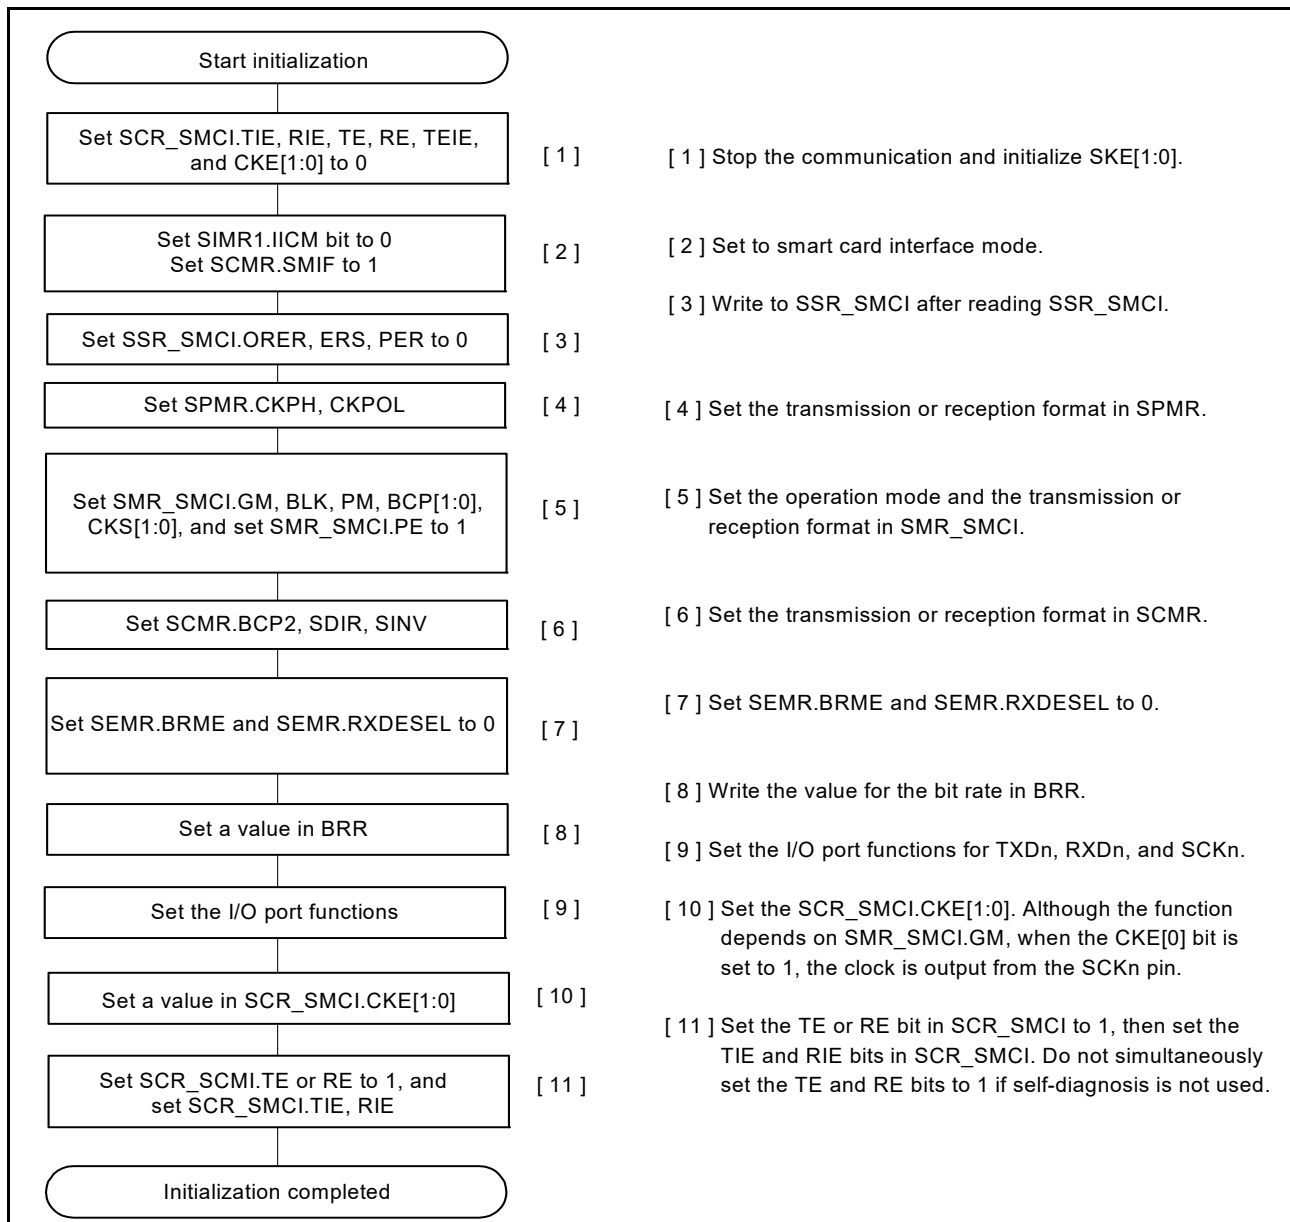 Start initialization
Set SCR_SMCI.TIE, RIE, TE, RE, TEIE,
and CKE[1:0] to 0
[ 1 ]
Set SIMR1.IICM bit to 0
Set SCMR.SMIF to 1
[ 2 ]
Set SSR_SMCI.ORER, ERS, PER to 0
[ 3 ]
Set SPMR.CKPH, CKPOL
[ 4 ]
Set SMR_SMCI.GM, BLK, PM, BCP[1:0],
CKS[1:0], and set SMR_SMCI.PE to 1
[ 5 ]
Set SCMR.BCP2, SDIR, SINV
[ 6 ]
Set SEMR.BRME and SEMR.RXDESEL to 0
[ 7 ]
Set a value in BRR
[ 8 ]
Set the I/O port functions
[ 9 ]
Set a value in SCR_SMCI.CKE[1:0]
[ 10 ]
Set SCR_SCMI.TE or RE to 1, and
set SCR_SMCI.TIE, RIE
[ 11 ]
Initialization completed
[ 1 ] Stop the communication and initialize SKE[1:0].
[ 2 ] Set to smart card interface mode.
[ 3 ] Write to SSR_SMCI after reading SSR_SMCI.
[ 4 ] Set the transmission or reception format in SPMR.
[ 5 ] Set the operation mode and the transmission or
reception format in SMR_SMCI.
[ 6 ] Set the transmission or reception format in SCMR.
[ 7 ] Set SEMR.BRME and SEMR.RXDESEL to 0.
[ 8 ] Write the value for the bit rate in BRR.
[ 9 ] Set the I/O port functions for TXDn, RXDn, and SCKn.
[ 10 ] Set the SCR_SMCI.CKE[1:0]. Although the function
depends on SMR_SMCI.GM, when the CKE[0] bit is
set to 1, the clock is output from the SCKn pin.
[ 11 ] Set the TE or RE bit in SCR_SMCI to 1, then set the
TIE and RIE bits in SCR_SMCI. Do not simultaneously
set the TE and RE bits to 1 if self-diagnosis is not used.